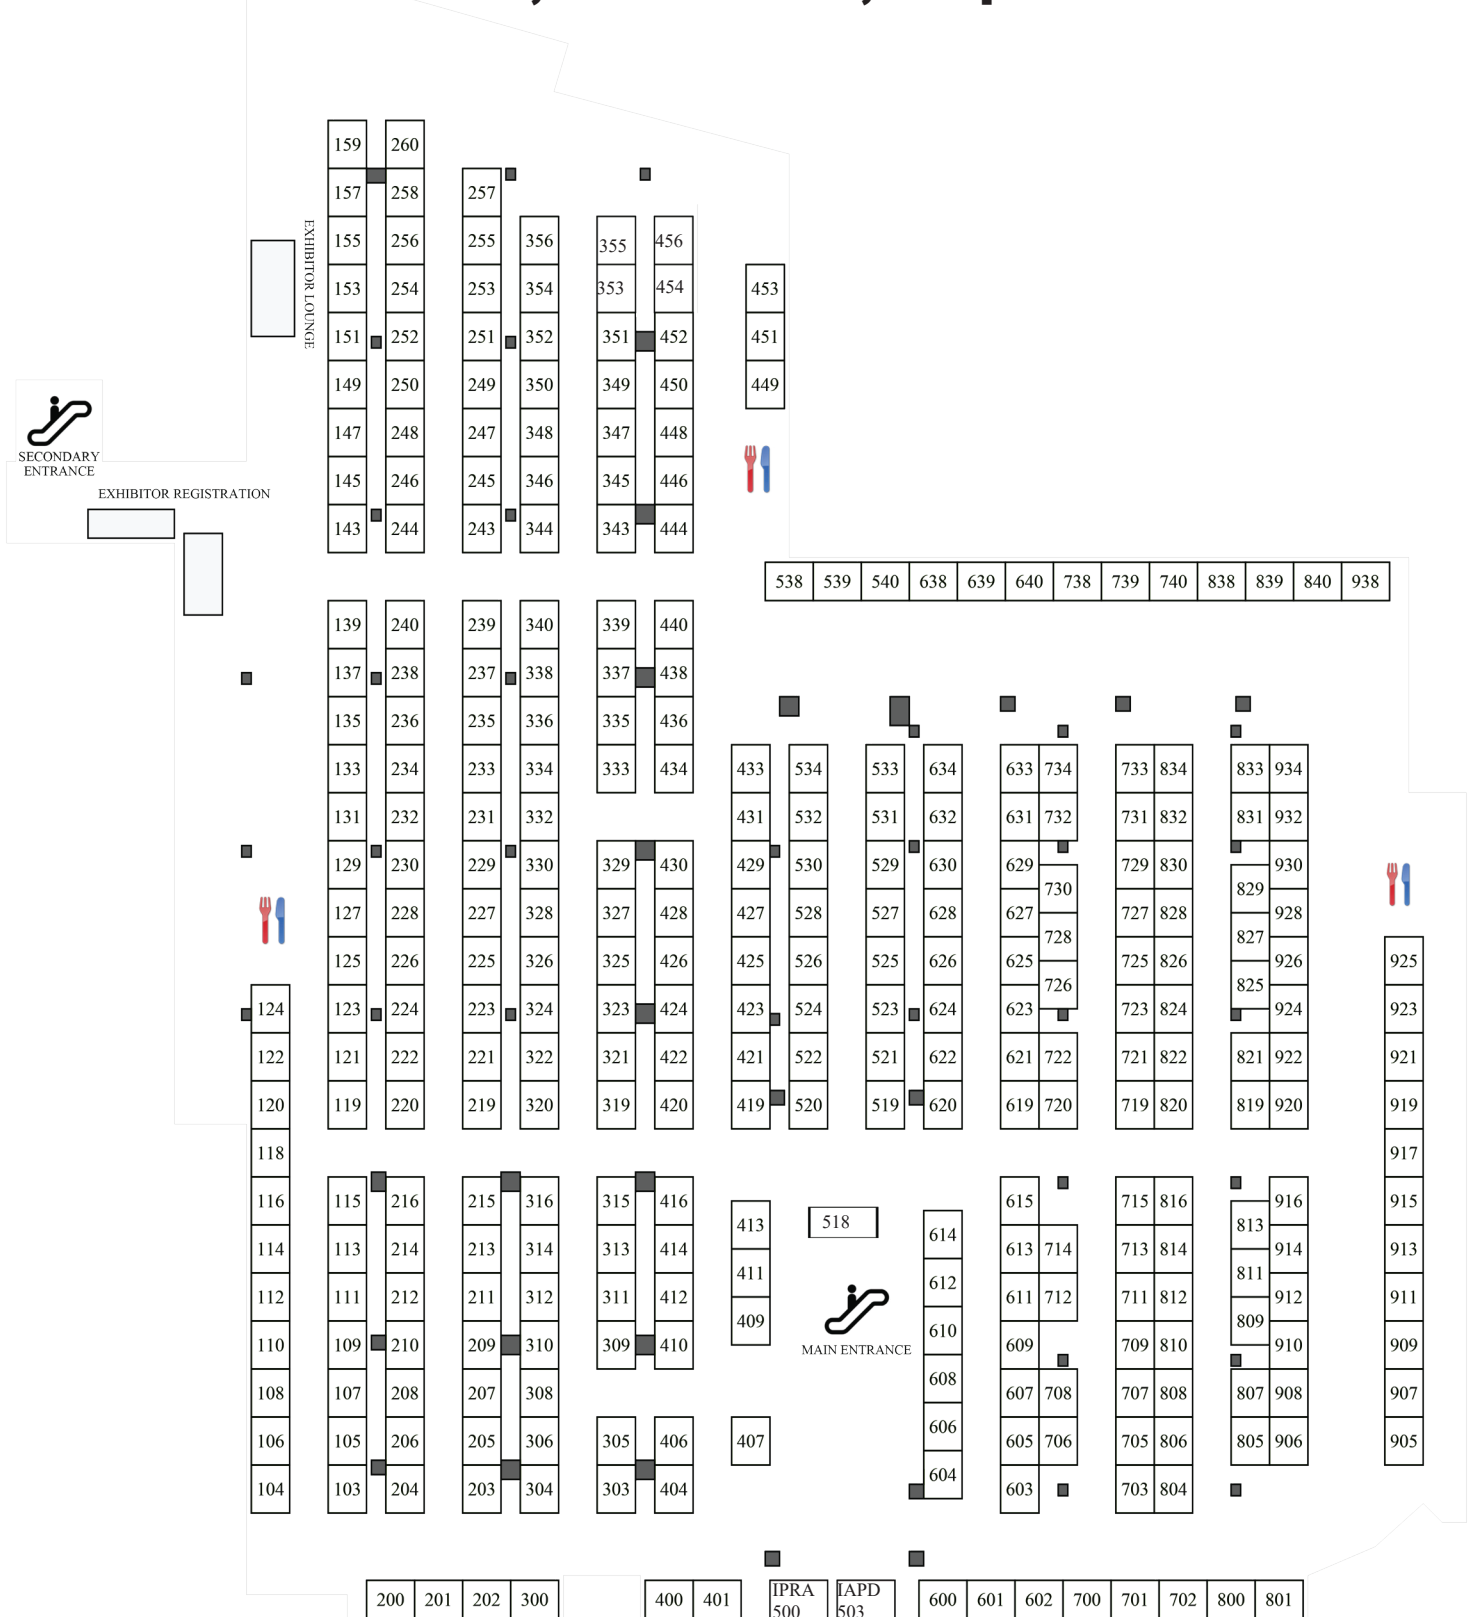 159 260
157 258 257
155 256 255 356 355 456
153 254 253 354 353 454 453
151 252 251 352 351 452 451
EXHIBITOR LOUNGE
149 250 249 350 349 450 449
147 248 247 348 347 448
SECONDARY
ENTRANCE
145 246 245 346 345 446
EXHIBITOR REGISTRATION
143 244 243 344 343 444
538 539 540 638 639 640 738 739 740 838 839 840 938
139 240 239 340 339 440
137 238 237 338 337 438
135 236 235 336 335 436
133 234 233 334 333 434 433 534 533 634 633 734 733 834 833 934
131 232 231 332 431 532 531 632 631 732 731 832 831 932
129 230 229 330 329 430 429 530 529 630 629 729 830 930
730 829
127 228 227 328 327 428 427 528 527 628 627 727 828 928
728 827
125 226 225 326 325 426 425 526 525 626 625 725 826 926 925
726 825
124 123 224 223 324 323 424 423 524 523 624 623 723 824 924 923
122 121 222 221 322 321 422 421 522 521 622 621 722 721 822 821 922 921
120 119 220 219 320 319 420 419 520 519 620 619 720 719 820 819 920 919
118 917
116 115 216 215 316 315 416 615 715 816 916 915
413 518 813
614
114 113 214 213 314 313 414 613 714 713 814 914 913
411 811
612
112 111 212 211 312 311 412 611 712 711 812 912 911
409 809
610
110 109 210 209 310 309 410 609 709 810 910 909
MAIN ENTRANCE
608
108 107 208 207 308 607 708 707 808 807 908 907
606
106 105 206 205 306 305 406 407 605 706 705 806 805 906 905
604
104 103 204 203 304 303 404 603 703 804
200 201 202 300 400 401 IPRA IAPD 600 601 602 700 701 702 800 801
500 503